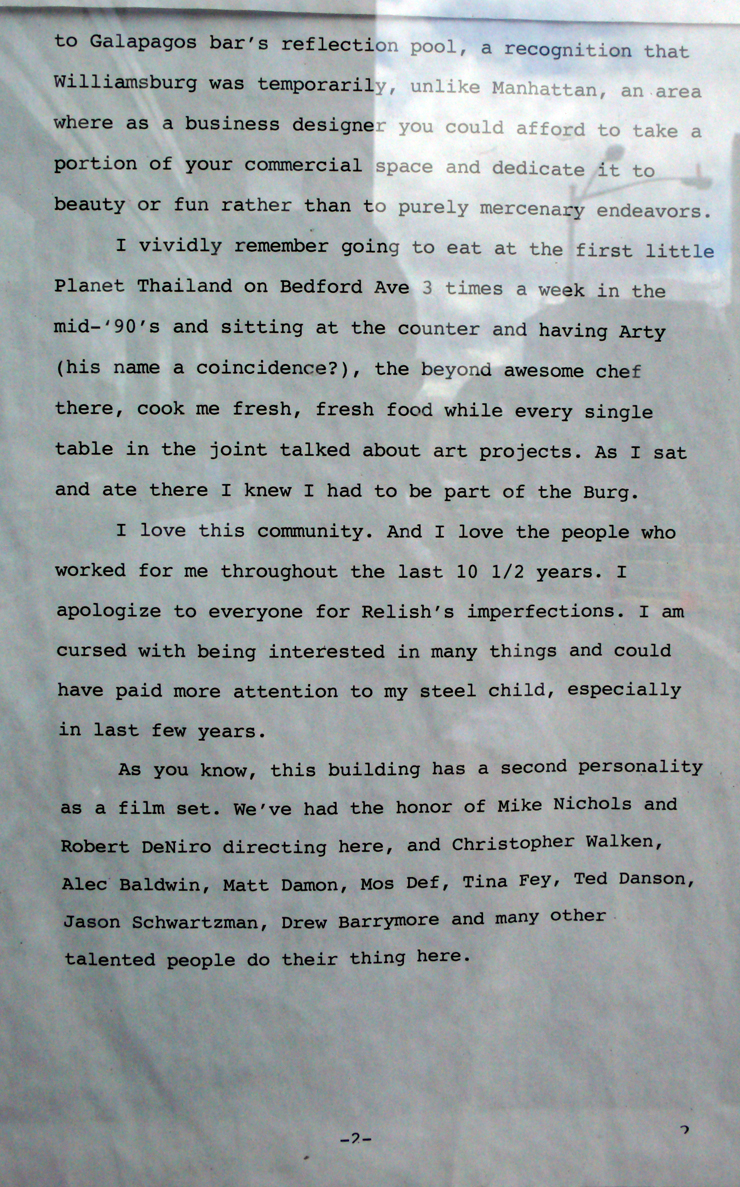 to Galapagos bar's reflection pool, a recognition that
Williamsburg was temporarily, unlike Manhattan, an area
where as a business designer you could afford to take a
portion of your commercial space and dedicate it to
beauty or fun rather than to purely mercenary endeavors.
I vividly remember going to eat at the first little
Planet Thailand on Bedford Ave 3 times a week in the
mid-‘90’s and sitting at the counter and having Arty
(his name a coincidence?), the beyond awesome chef
there, cook me fresh, fresh food while every single
table in the joint talked about art projects. As I sat
and ate there I knew I had to be part of the Burg.
I love this community. And I love the people who
worked for me throughout the last 10 1/2 years. I
apologize to everyone for Relish’s imperfections. I am
cursed with being interested in many things and could
have paid more attention to my steel child, especially
in last few years.
As you know, this building has a second personality
as a film set. We’ve had the honor of Mike Nichols and
Robert DeNiro directing here, and Christopher Walken,
Alec Baldwin, Matt Damon, Mos Def, Tina Fey, Ted Danson,
Jason Schwartzman, Drew Barrymore and many other
talented people do their thing here.
-2-